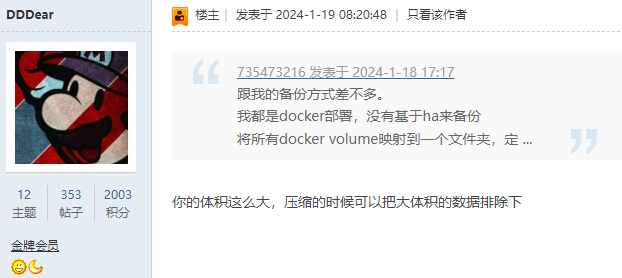 DDDear
楼主 | 发表于 2024-1-19 08:20:48 | 只看该作者
735473216 发表于 2024-1-18 17:17
跟我的备份方式差不多。
我都是docker部署，没有基于ha来备份
将所有docker volume映射到一个文件夹，定 ...
你的体积这么大，压缩的时候可以把大体积的数据排除下
12 353 2003
主题 帖子 积分
金牌会员